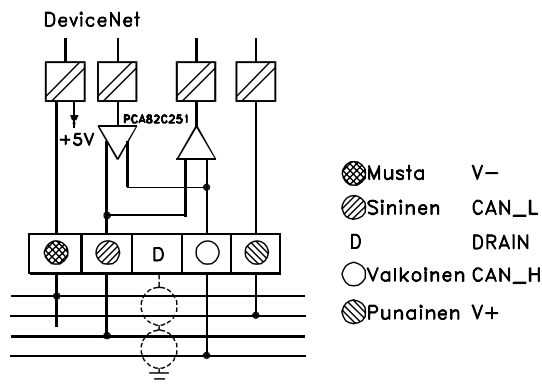 DeviceNet
PCA82C251
+5V
Musta V-
Sininen CAN_L
D DRAIN
D
Valkoinen CAN_H
Punainen V+